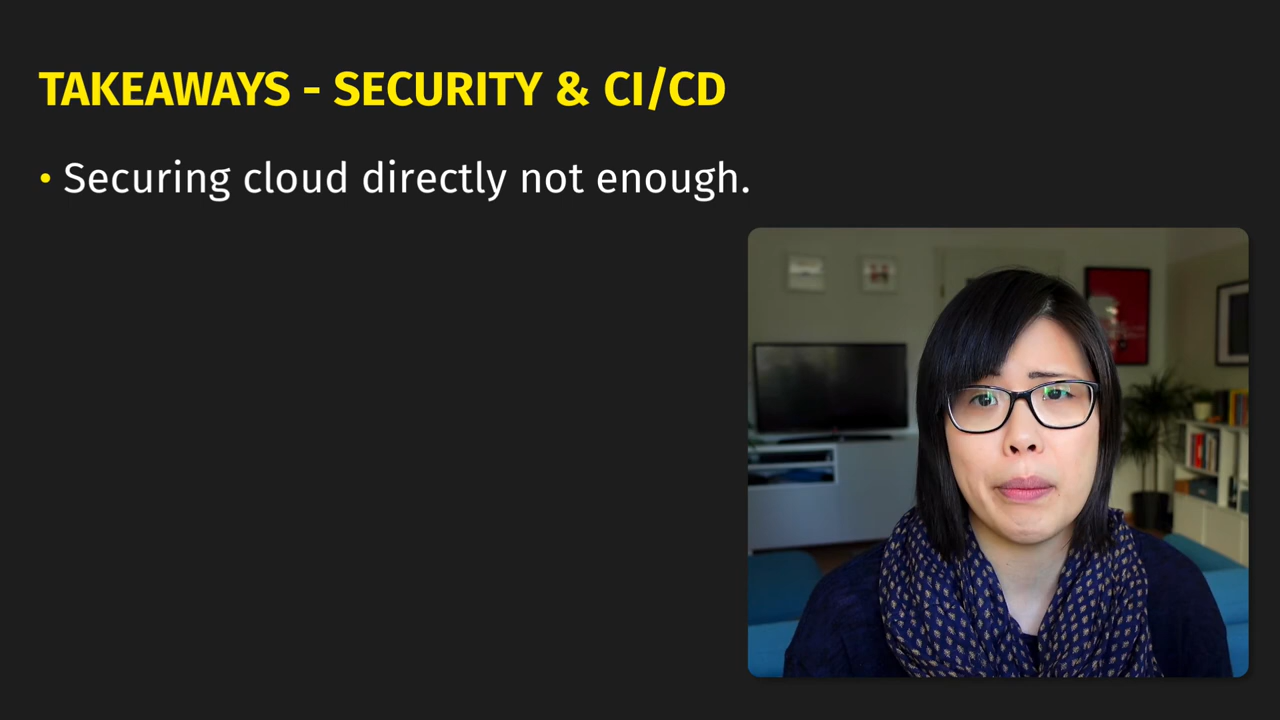 TAKEAWAYS - SECURITY & CI/CD
• Securing cloud directly not enough.